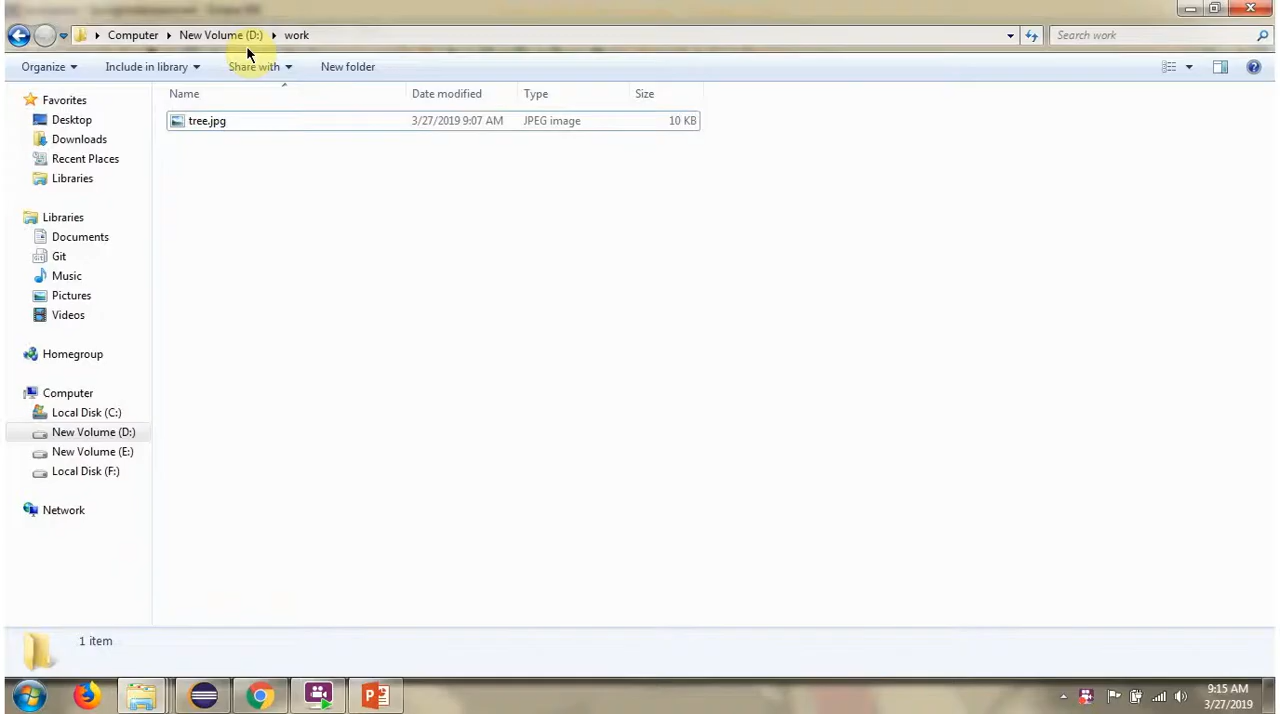 Computer New Volume (D:) work Search work
Organize Include in library Share with New folder
Favorites
Desktop
Downloads
Recent Places
Libraries
Libraries
Documents
Git
Music
Pictures
Videos
Homegroup
Computer
Local Disk (C:)
New Volume (D:)
New Volume (E:)
Local Disk (F:)
Network
Name Date modified Type Size
tree.jpg 3/27/2019 9:07 AM JPEG image 10 KB
1 item
9:15 AM
3/27/2019